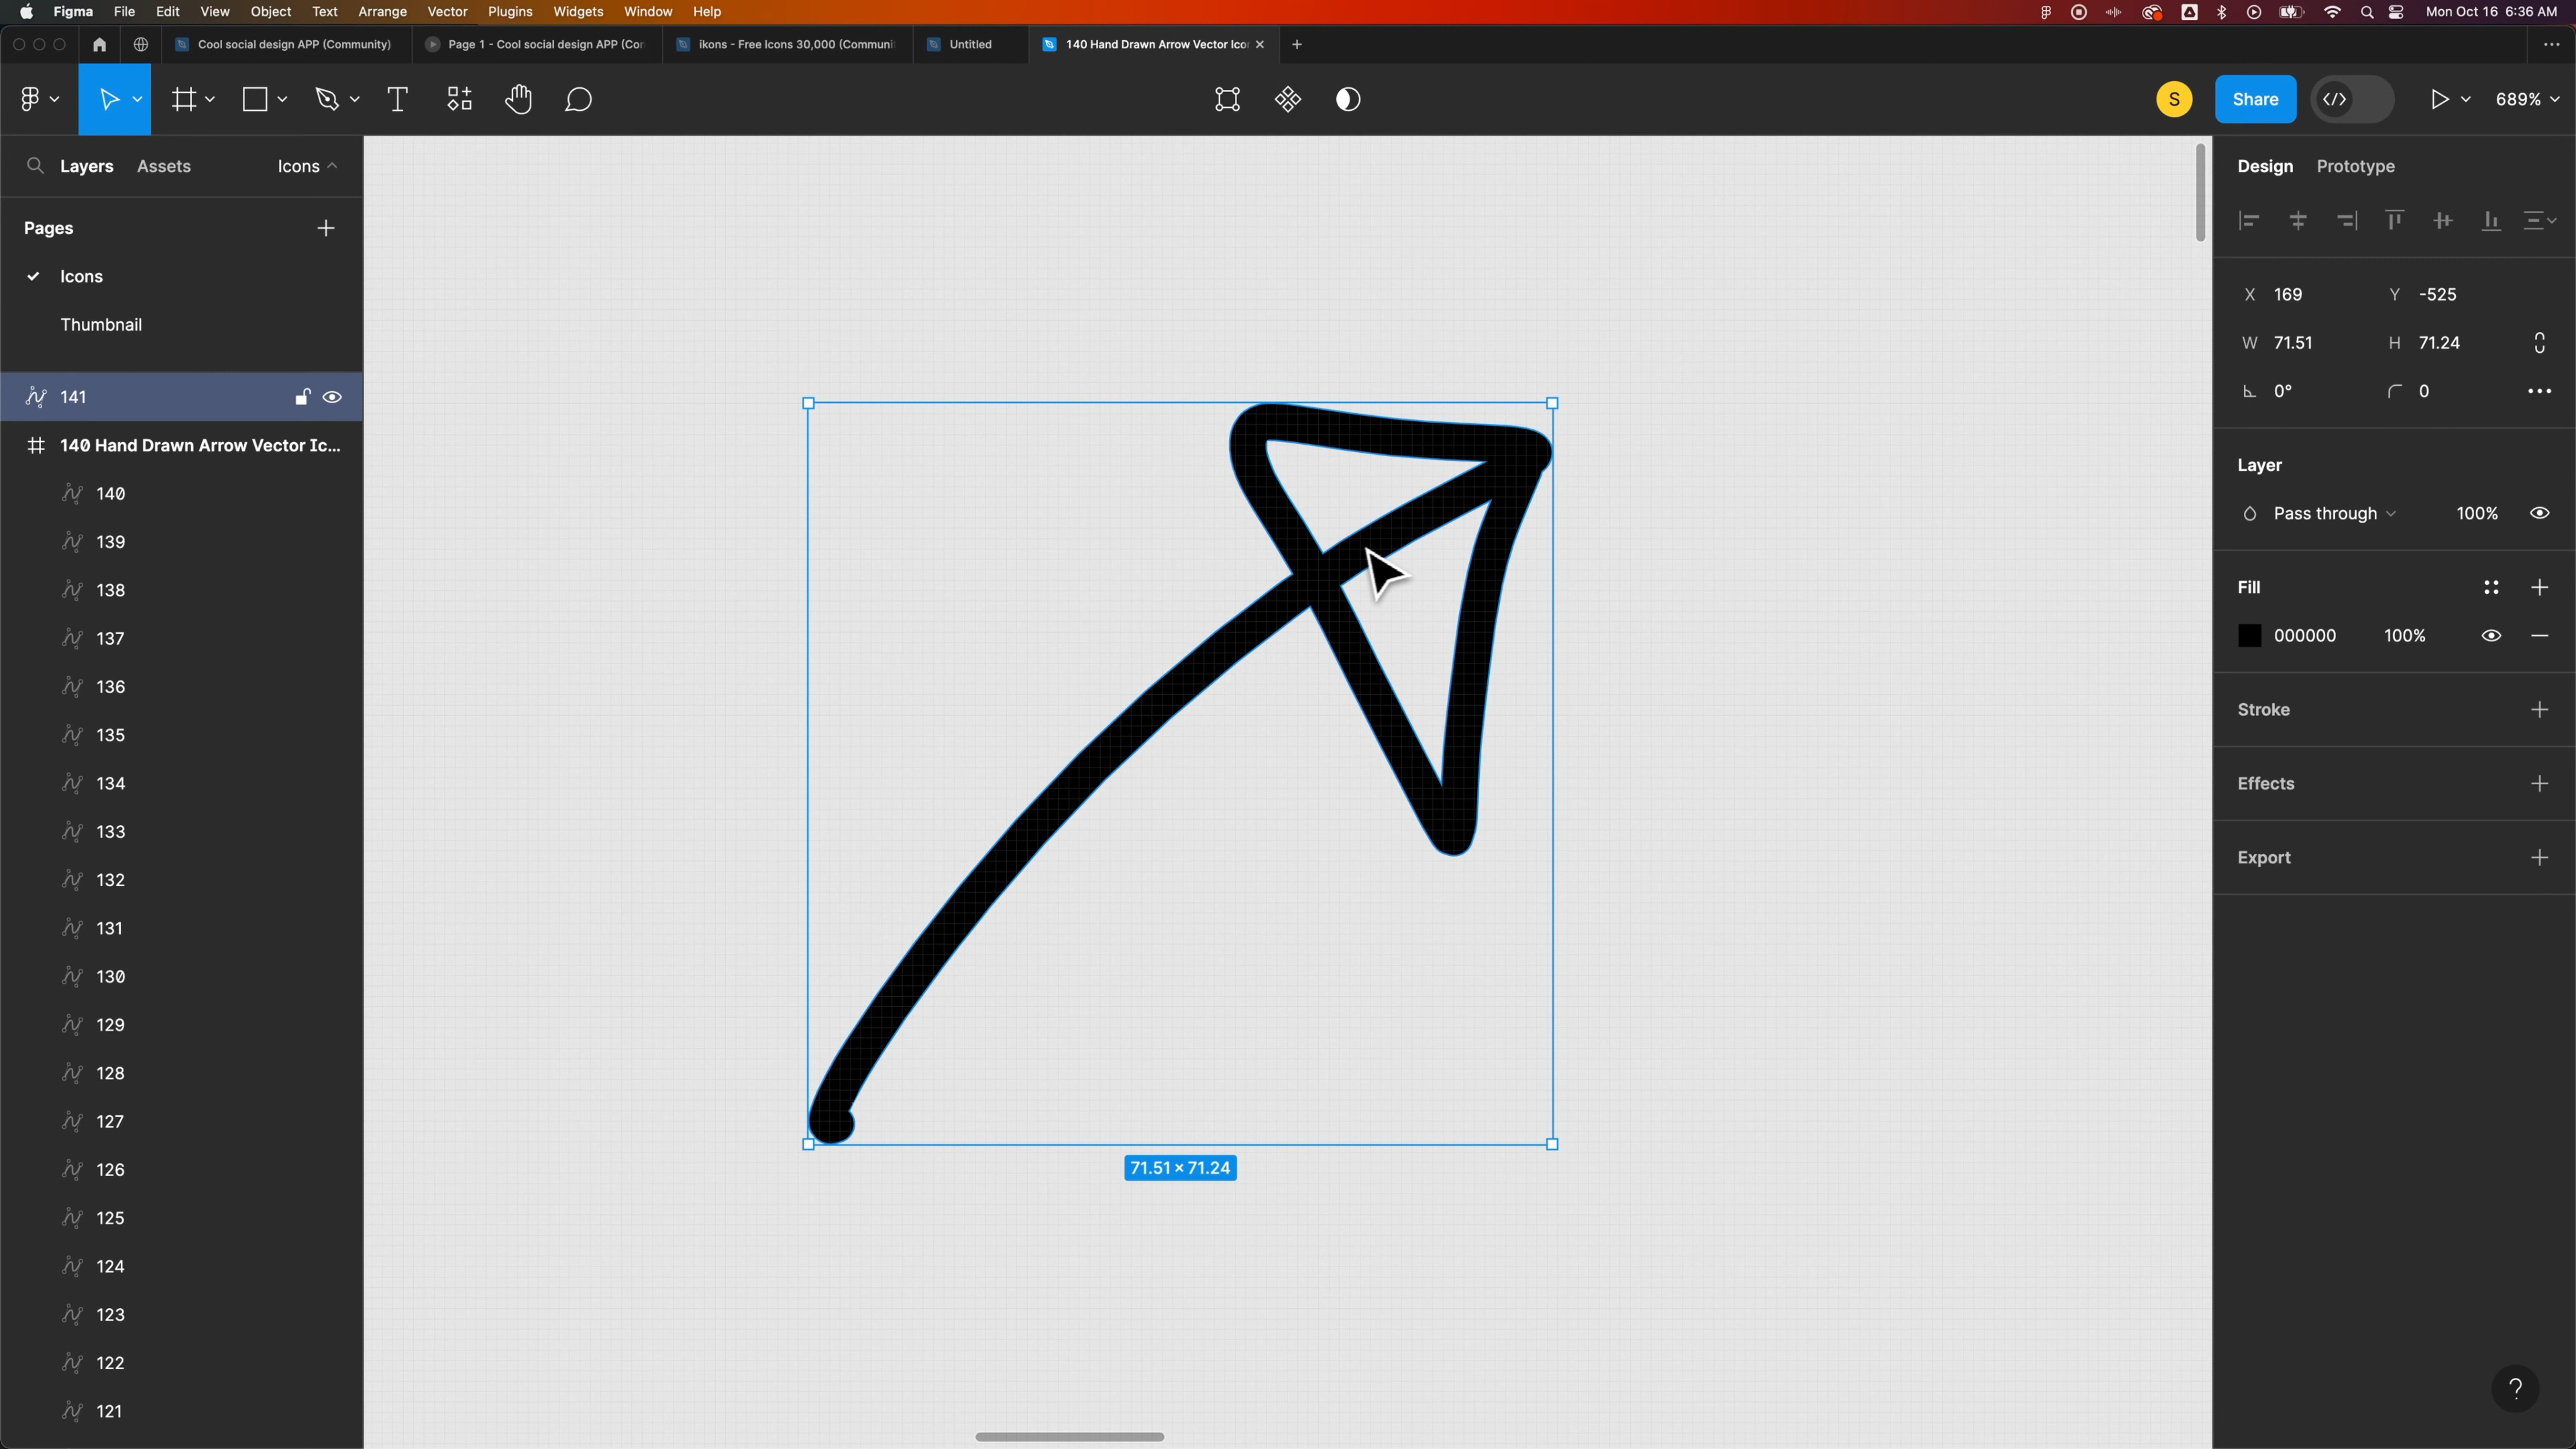 Figma File Edit View Object Text Arrange Vector Plugins Widgets Window Help Mon Oct 16 6:36 AM
Cool social design APP (Community) Page 1 - Cool social design APP (Co ikons - Free Icons 30,000 (Communi Untitled 140 Hand Drawn Arrow Vector Ico
S Share 689%
Layers Assets Icons
Design Prototype
Pages
Icons
Thumbnail
141
140 Hand Drawn Arrow Vector Ic...
140
139
138
137
136
135
134
133
132
131
130
129
128
127
126
125
124
123
122
121
71.51 × 71.24
X 169 Y -525
W 71.51 H 71.24
0° 0
Layer
Pass through 100%
Fill
000000 100%
Stroke
Effects
Export
?